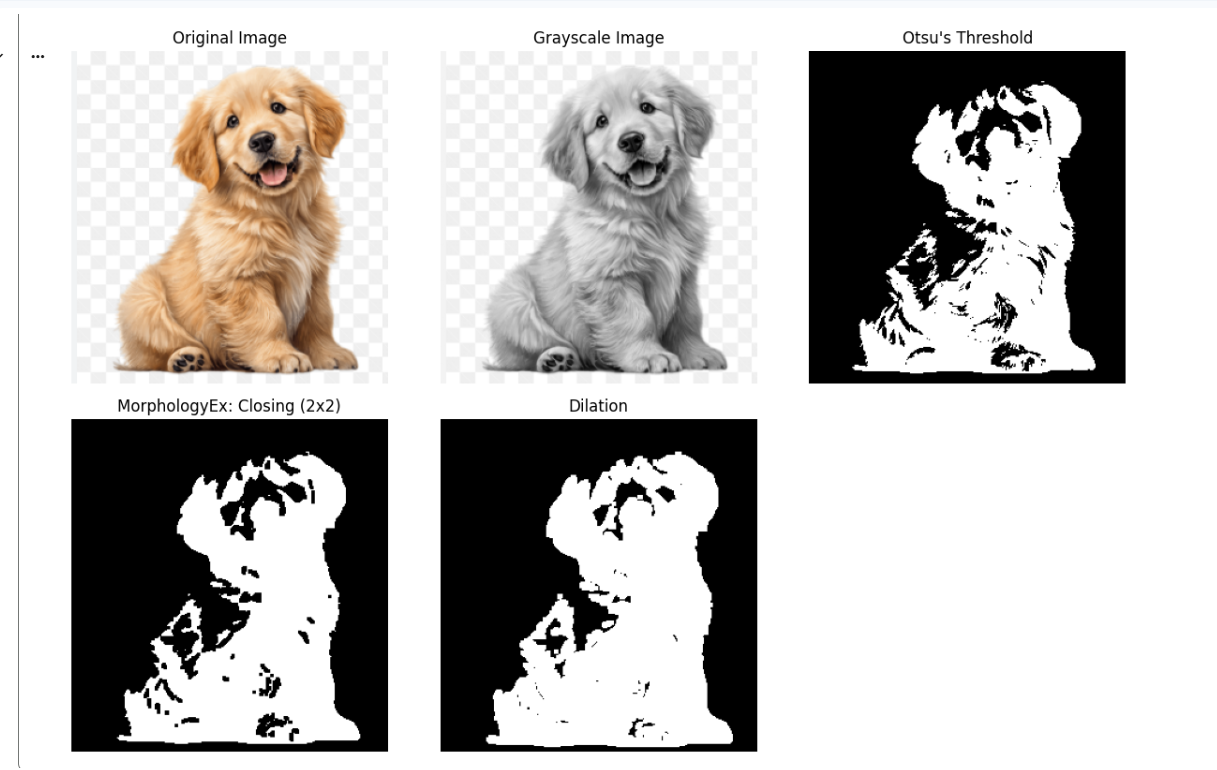 ...
Original Image
Grayscale Image
Otsu's Threshold
MorphologyEx: Closing (2x2)
Dilation